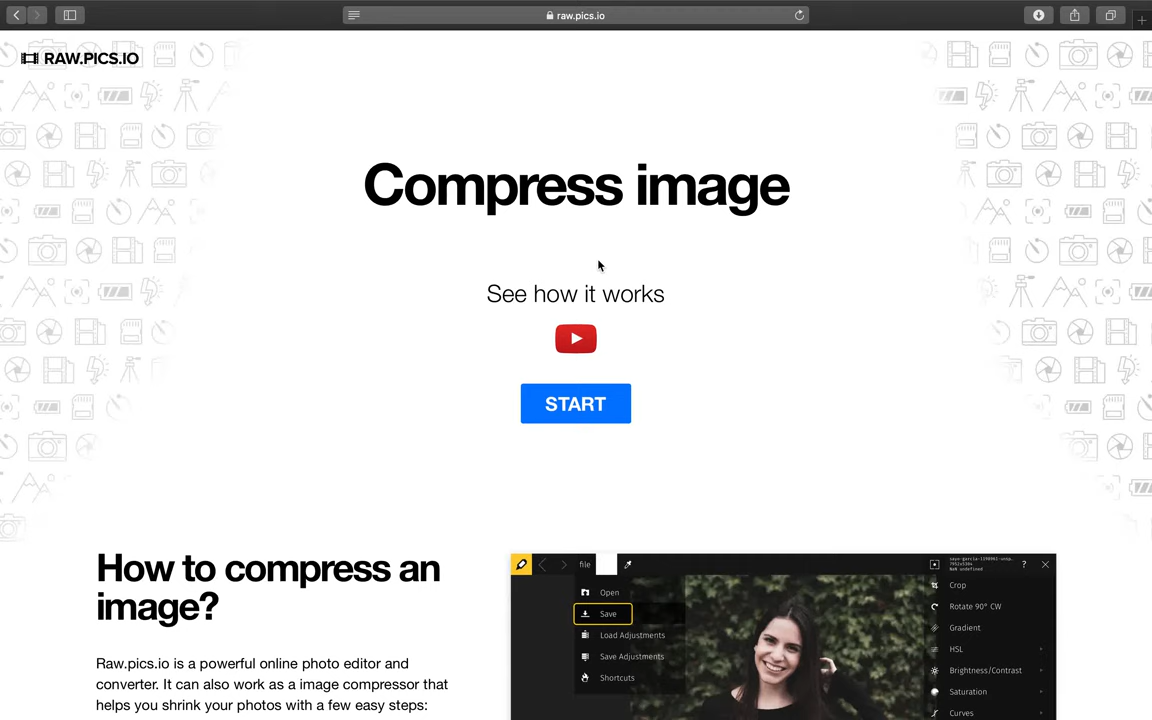 raw.pics.io
RAW.PICS.IO
Compress image
See how it works
START
How to compress an
image?
Raw.pics.io is a powerful online photo editor and
converter. It can also work as a image compressor that
helps you shrink your photos with a few easy steps:
file
Open
Save
Load Adjustments
Save Adjustments
Shortcuts
?
Crop
Rotate 90° CW
Gradient
HSL
Brightness/Contrast
Saturation
Curves